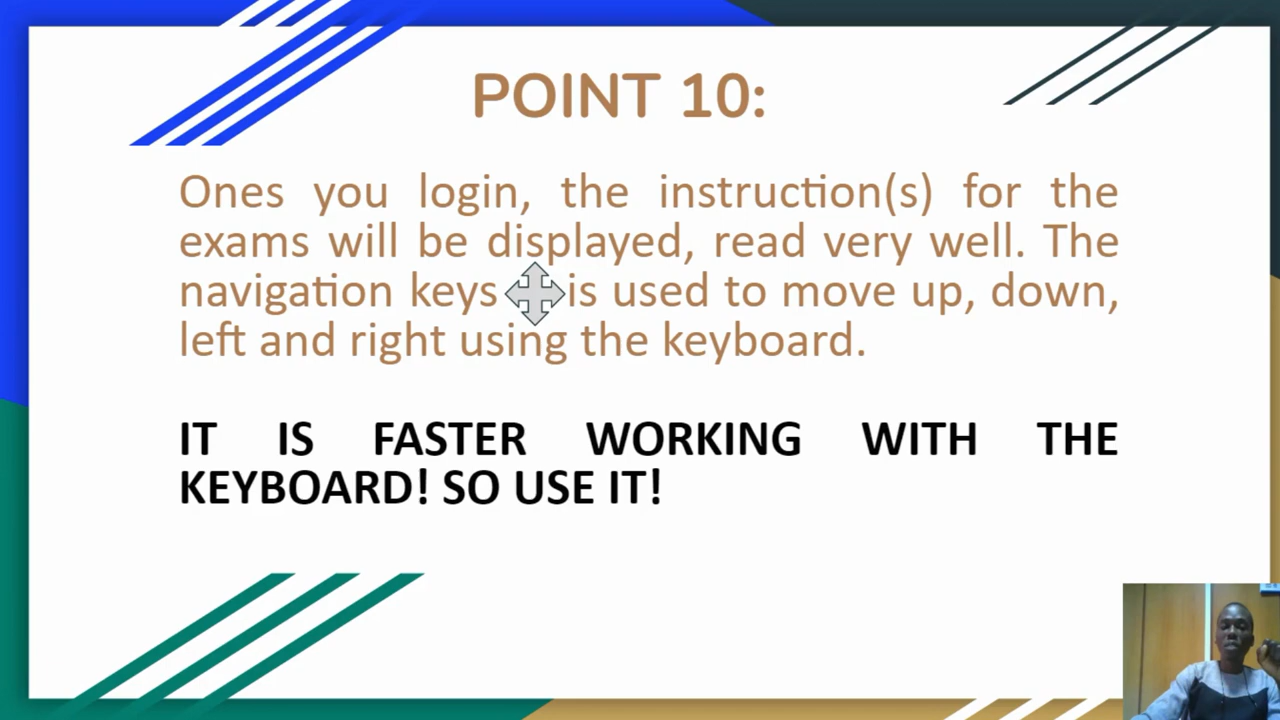 POINT 10:
Ones you login, the instruction(s) for the
exams will be displayed, read very well. The
navigation keys is used to move up, down,
left and right using the keyboard.
IT IS FASTER WORKING WITH THE
KEYBOARD! SO USE IT!